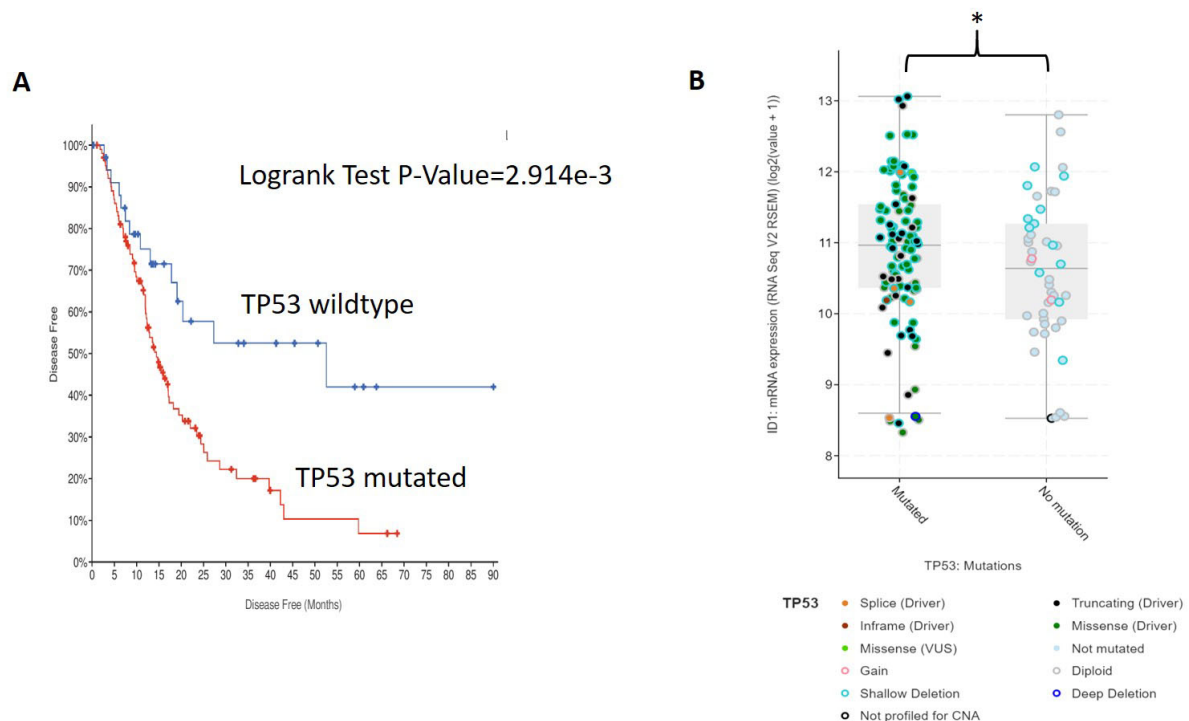 A
Logrank Test P-Value=2.914e-3
TP53 wildtype
TP53 mutated
Disease Free
100%
90%
80%
70%
60%
50%
40%
30%
20%
10%
0%
0 5 10 15 20 25 30 35 40 45 50 55 60 65 70 75 80 85 90
Disease Free (Months)
B
*
ID1: mRNA expression (RNA Seq V2 RSEM) (log2(value + 1))
13
12
11
10
9
8
Mutated
No mutation
TP53: Mutations
TP53
Splice (Driver)
Truncating (Driver)
Inframe (Driver)
Missense (Driver)
Missense (VUS)
Not mutated
Gain
Diploid
Shallow Deletion
Deep Deletion
Not profiled for CNA